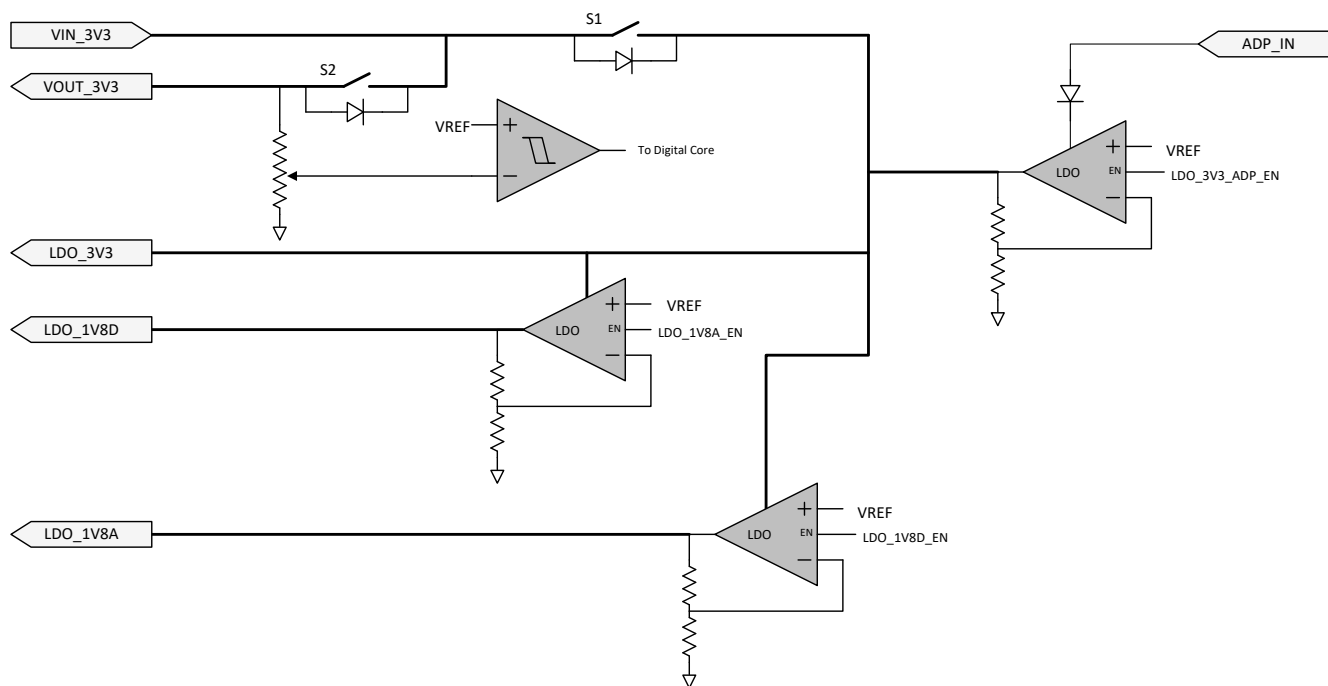 S1
VIN_3V3
ADP_IN
S2
VOUT_3V3
VREF
+
To Digital Core
−
+
VREF
LDO
EN
LDO_3V3_ADP_EN
−
LDO_3V3
+
VREF
LDO_1V8D
LDO
EN
LDO_1V8A_EN
−
+
VREF
LDO_1V8A
LDO
EN
LDO_1V8D_EN
−